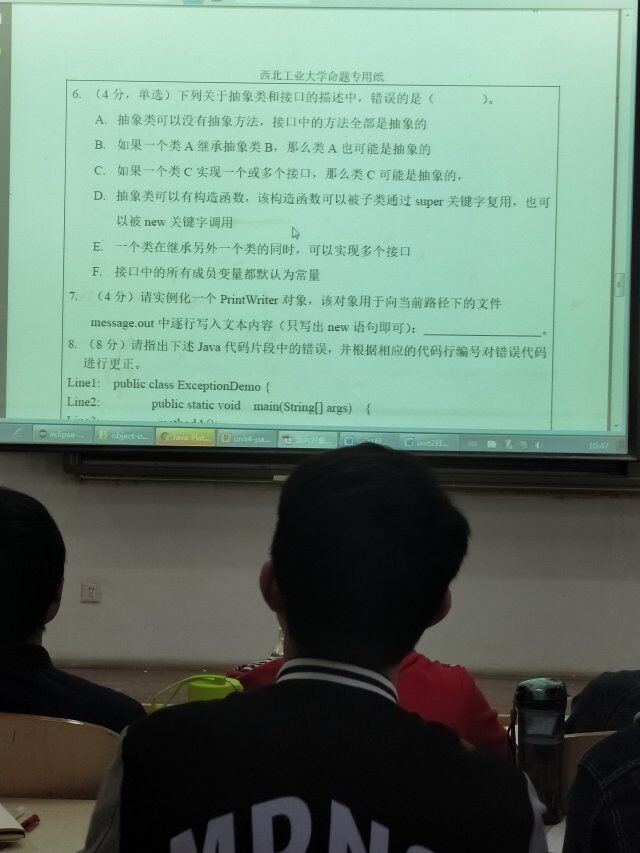 西北工业大学命题专用纸
6. （4 分，单选）下列关于抽象类和接口的描述中，错误的是（ ）。
A. 抽象类可以没有抽象方法，接口中的方法全部是抽象的
B. 如果一个类 A 继承抽象类 B，那么类 A 也可能是抽象的
C. 如果一个类 C 实现一个或多个接口，那么类 C 可能是抽象的，
D. 抽象类可以有构造函数，该构造函数可以被子类通过 super 关键字复用，也可
以被 new 关键字调用
E. 一个类在继承另外一个类的同时，可以实现多个接口
F. 接口中的所有成员变量都默认为常量
7. （4 分）请实例化一个 PrintWriter 对象，该对象用于向当前路径下的文件
message.out 中逐行写入文本内容（只写出 new 语句即可）：________________。
8. （8 分）请指出下述 Java 代码片段中的错误，并根据相应的代码行编号对错误代码
进行更正。
Line1: public class ExceptionDemo {
Line2: public static void main(String[] args) {
eclipse-...
object-o...
Java Plat...
unit4-pa...
unit2日...
10:47